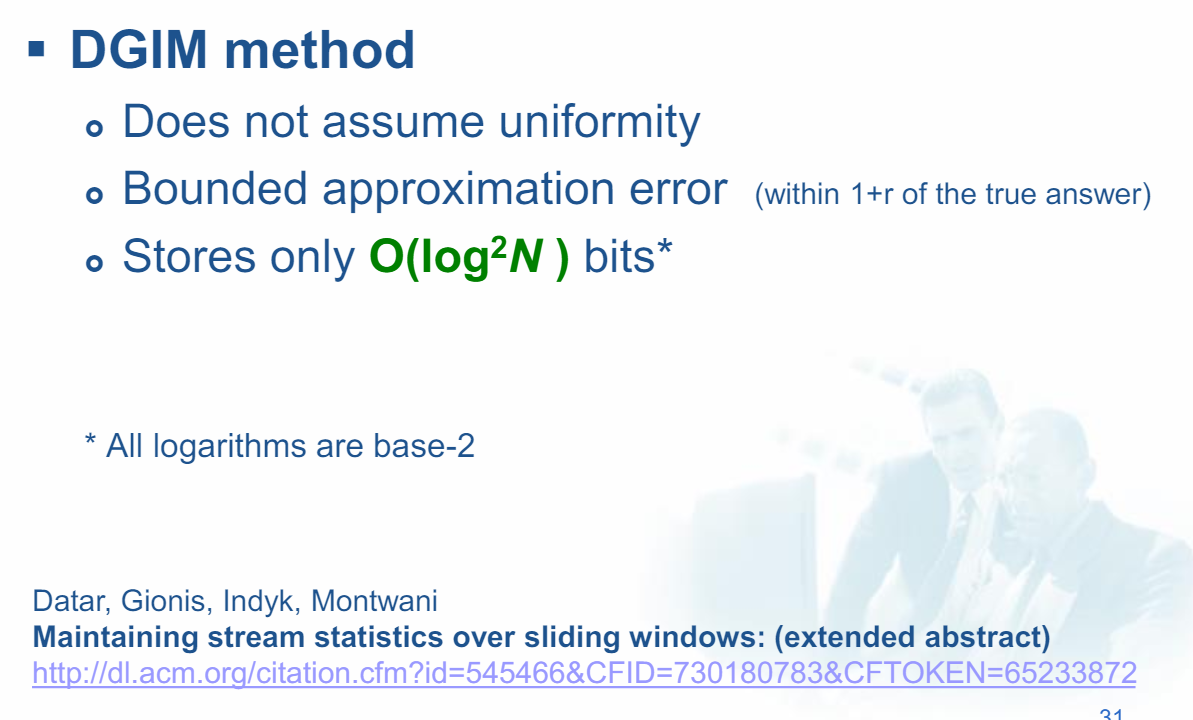 ▪ DGIM method
o Does not assume uniformity
o Bounded approximation error (within 1+r of the true answer)
o Stores only O(log²N ) bits*
* All logarithms are base-2
Datar, Gionis, Indyk, Montwani
Maintaining stream statistics over sliding windows: (extended abstract)
http://dl.acm.org/citation.cfm?id=545466&CFID=730180783&CFTOKEN=65233872
31